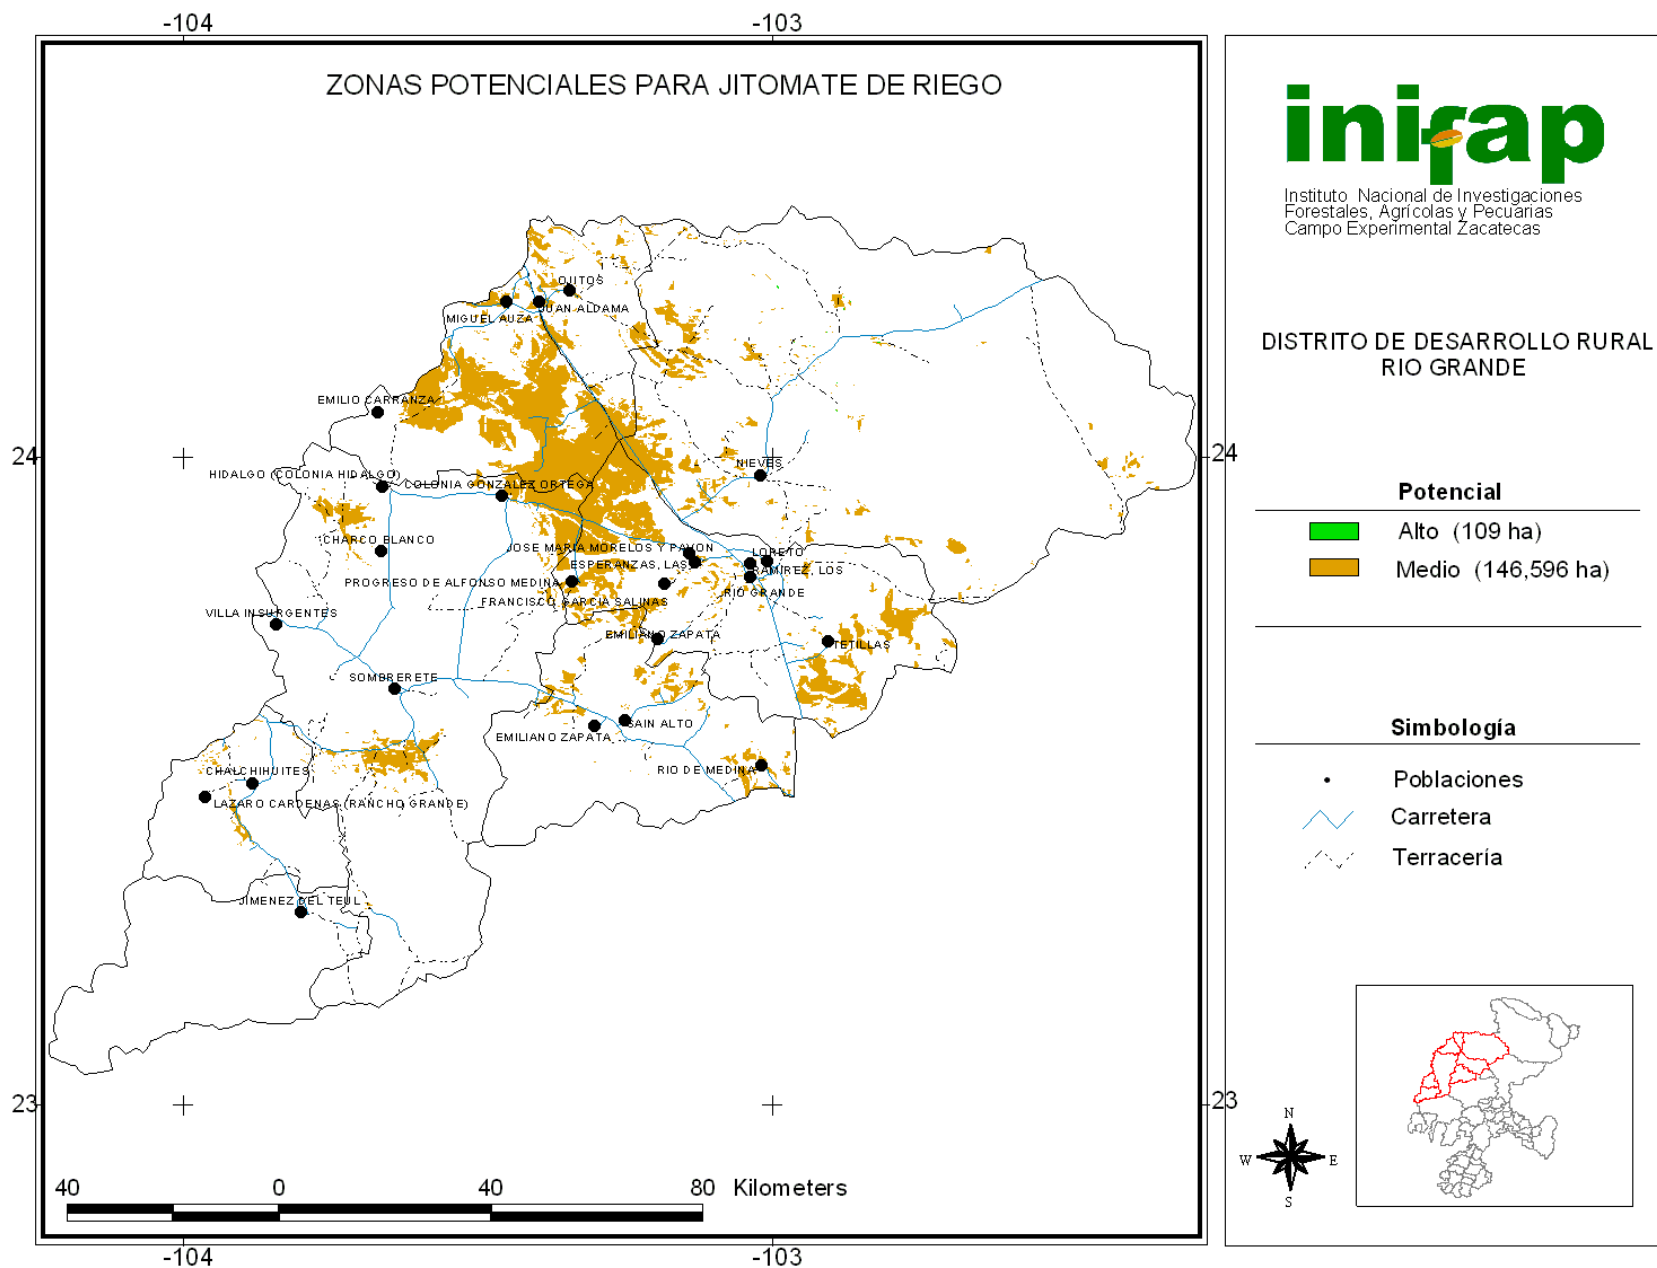 -104
-103
ZONAS POTENCIALES PARA JITOMATE DE RIEGO
inifap
Instituto Nacional de Investigaciones
Forestales, Agrícolas y Pecuarias
Campo Experimental Zacatecas
DISTRITO DE DESARROLLO RURAL
RIO GRANDE
OJITOS
JUAN ALDAMA
MIGUEL AUZA
EMILIO CARRANZA
24
24
NIEVES
HIDALGO (COLONIA HIDALGO)
COLONIA GONZALEZ ORTEGA
CHARCO BLANCO
JOSE MARIA MORELOS Y PAVON
LORETO
ESPERANZAS, LAS
RAMIREZ, LOS
PROGRESO DE ALFONSO MEDINA
RIO GRANDE
FRANCISCO GARCIA SALINAS
VILLA INSURGENTES
EMILIANO ZAPATA
TETILLAS
SOMBRERETE
SAIN ALTO
EMILIANO ZAPATA
RIO DE MEDINA
CHALCHIHUITES
LAZARO CARDENAS (RANCHO GRANDE)
JIMENEZ DEL TEUL
23
23
Potencial
Alto (109 ha)
Medio (146,596 ha)
Simbología
Poblaciones
Carretera
Terracería
N
W
E
S
40
0
40
80 Kilometers
-104
-103